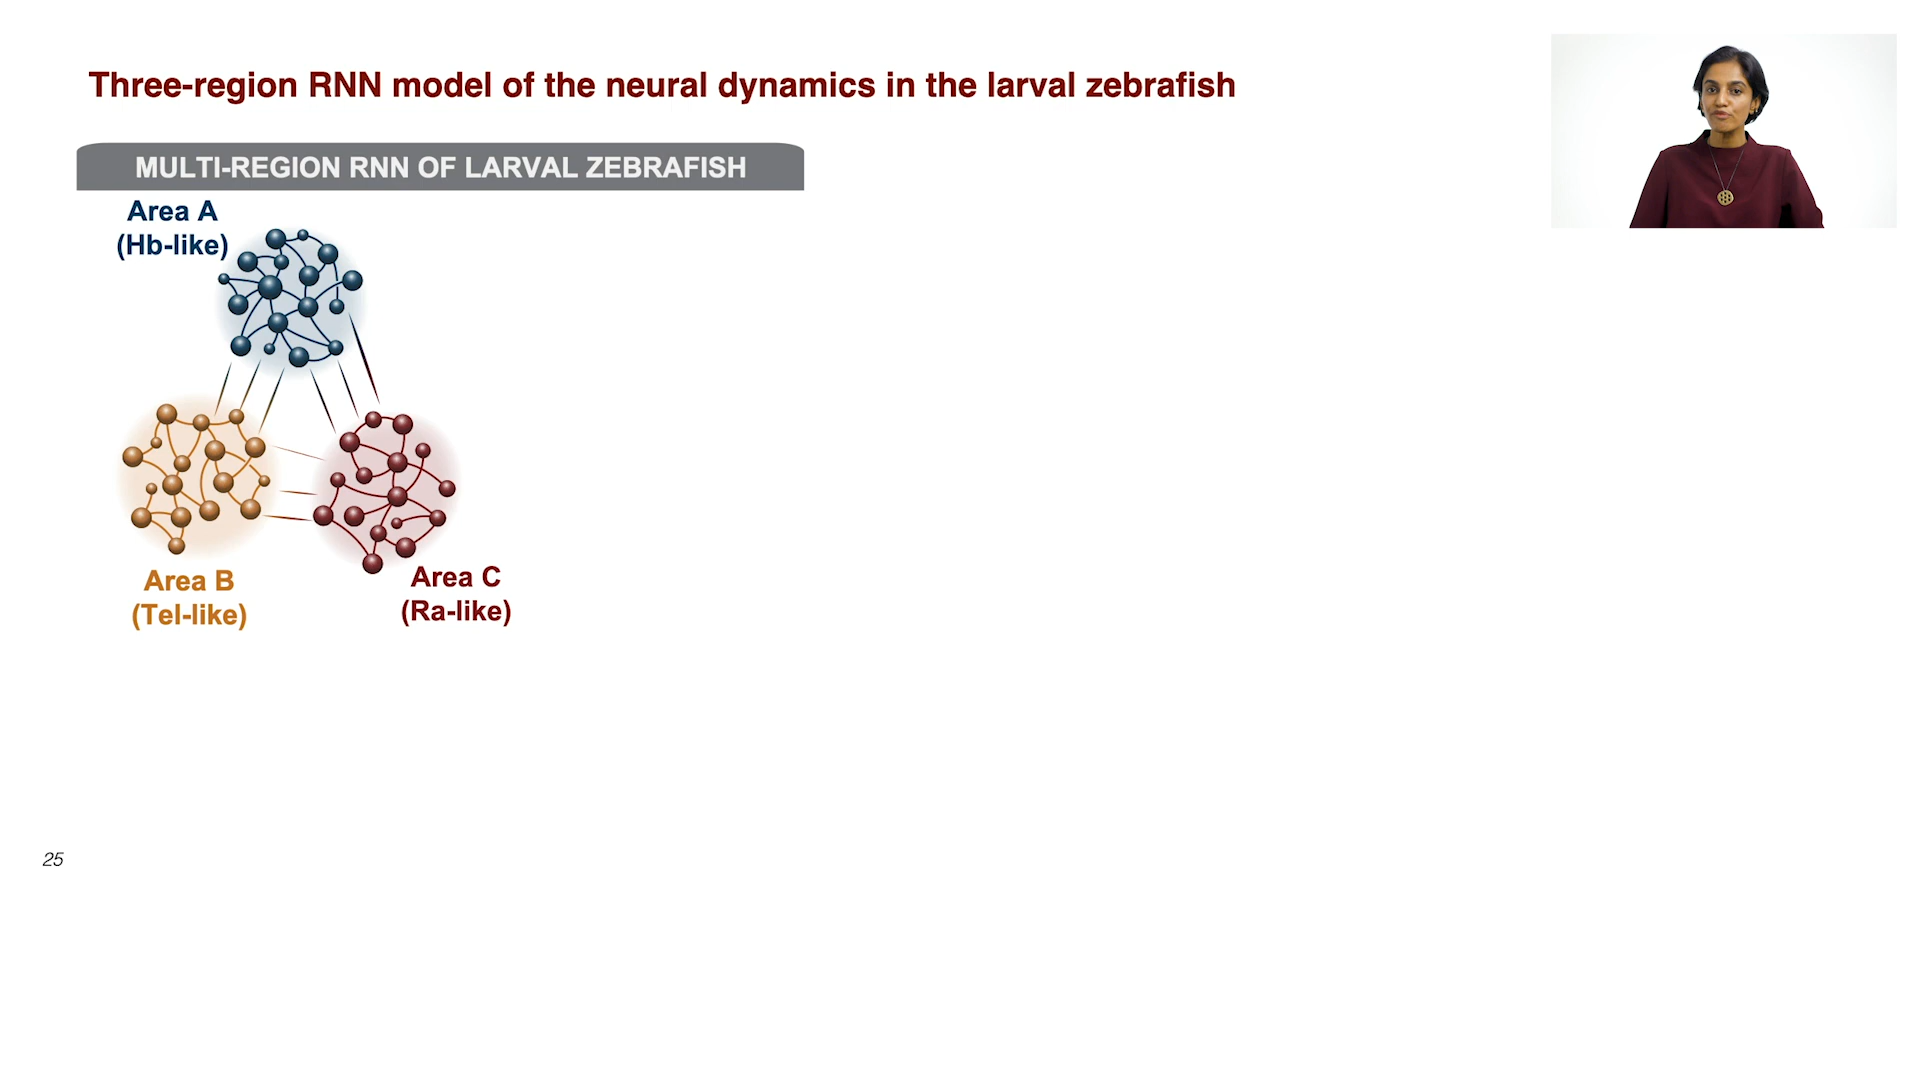 Three-region RNN model of the neural dynamics in the larval zebrafish
MULTI-REGION RNN OF LARVAL ZEBRAFISH
Area A
(Hb-like)
Area B
(Tel-like)
Area C
(Ra-like)
25